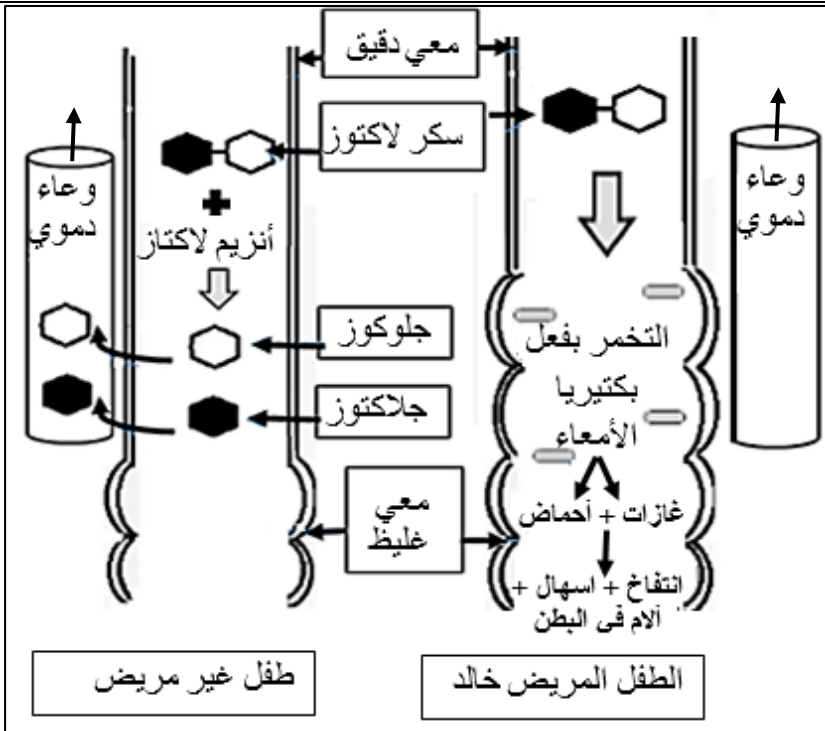 معي دقيق
سكر لاكتوز
وعاء
دموي
أنزيم لاكتاز
جلوكوز
جلاكتوز
معي
غليظ
طفل غير مريض
وعاء
دموي
التخمر بفعل
بكتيريا
الأمعاء
غازات + أحماض
انتفاخ + اسهال +
آلام في البطن
الطفل المريض خالد